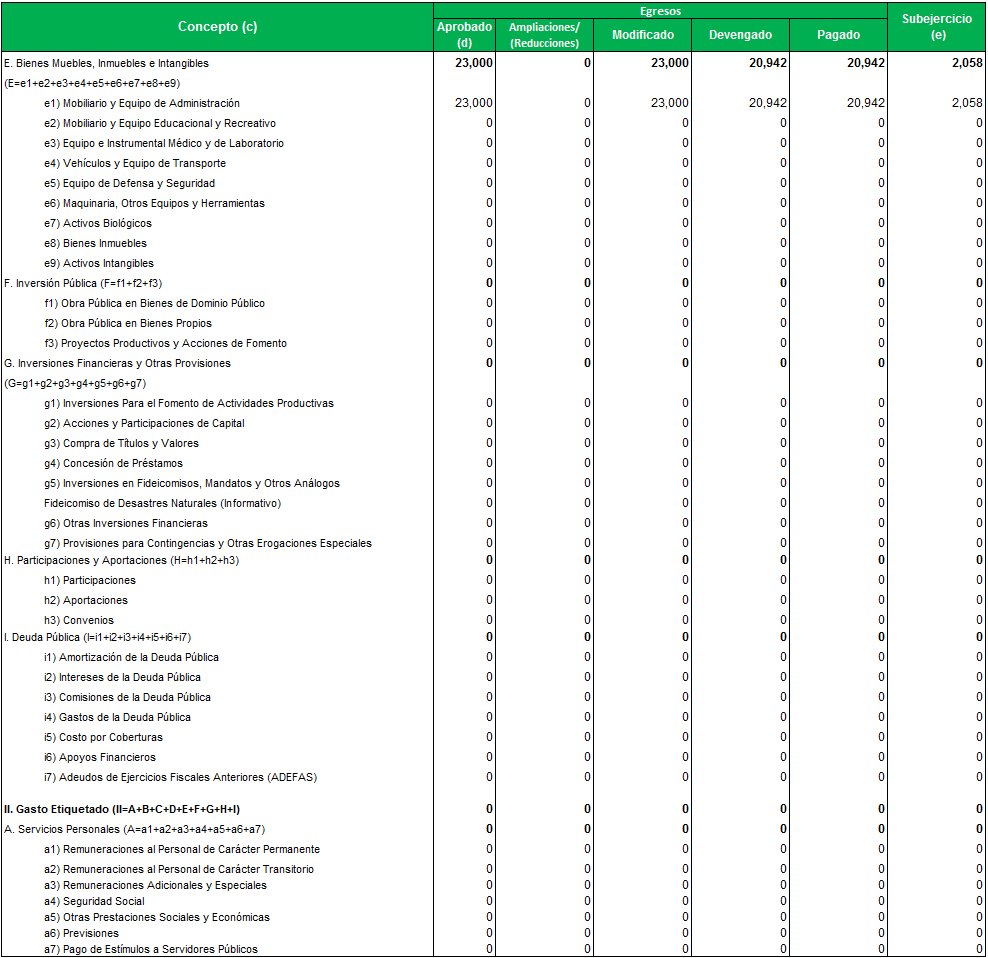 Concepto (c)
Egresos
Subejercicio (e)
Aprobado (d)
Ampliaciones/ (Reducciones)
Modificado
Devengado
Pagado
E. Bienes Muebles, Inmuebles e Intangibles 23,000 0 23,000 20,942 20,942 2,058
(E=e1+e2+e3+e4+e5+e6+e7+e8+e9)
e1) Mobiliario y Equipo de Administración 23,000 0 23,000 20,942 20,942 2,058
e2) Mobiliario y Equipo Educacional y Recreativo 0 0 0 0 0 0
e3) Equipo e Instrumental Médico y de Laboratorio 0 0 0 0 0 0
e4) Vehículos y Equipo de Transporte 0 0 0 0 0 0
e5) Equipo de Defensa y Seguridad 0 0 0 0 0 0
e6) Maquinaria, Otros Equipos y Herramientas 0 0 0 0 0 0
e7) Activos Biológicos 0 0 0 0 0 0
e8) Bienes Inmuebles 0 0 0 0 0 0
e9) Activos Intangibles 0 0 0 0 0 0
F. Inversión Pública (F=f1+f2+f3) 0 0 0 0 0 0
f1) Obra Pública en Bienes de Dominio Público 0 0 0 0 0 0
f2) Obra Pública en Bienes Propios 0 0 0 0 0 0
f3) Proyectos Productivos y Acciones de Fomento 0 0 0 0 0 0
G. Inversiones Financieras y Otras Provisiones 0 0 0 0 0 0
(G=g1+g2+g3+g4+g5+g6+g7)
g1) Inversiones Para el Fomento de Actividades Productivas 0 0 0 0 0 0
g2) Acciones y Participaciones de Capital 0 0 0 0 0 0
g3) Compra de Títulos y Valores 0 0 0 0 0 0
g4) Concesión de Préstamos 0 0 0 0 0 0
g5) Inversiones en Fideicomisos, Mandatos y Otros Análogos 0 0 0 0 0 0
Fideicomiso de Desastres Naturales (Informativo) 0 0 0 0 0 0
g6) Otras Inversiones Financieras 0 0 0 0 0 0
g7) Provisiones para Contingencias y Otras Erogaciones Especiales 0 0 0 0 0 0
H. Participaciones y Aportaciones (H=h1+h2+h3) 0 0 0 0 0 0
h1) Participaciones 0 0 0 0 0 0
h2) Aportaciones 0 0 0 0 0 0
h3) Convenios 0 0 0 0 0 0
I. Deuda Pública (I=i1+i2+i3+i4+i5+i6+i7) 0 0 0 0 0 0
i1) Amortización de la Deuda Pública 0 0 0 0 0 0
i2) Intereses de la Deuda Pública 0 0 0 0 0 0
i3) Comisiones de la Deuda Pública 0 0 0 0 0 0
i4) Gastos de la Deuda Pública 0 0 0 0 0 0
i5) Costo por Coberturas 0 0 0 0 0 0
i6) Apoyos Financieros 0 0 0 0 0 0
i7) Adeudos de Ejercicios Fiscales Anteriores (ADEFAS) 0 0 0 0 0 0
II. Gasto Etiquetado (II=A+B+C+D+E+F+G+H+I) 0 0 0 0 0 0
A. Servicios Personales (A=a1+a2+a3+a4+a5+a6+a7) 0 0 0 0 0 0
a1) Remuneraciones al Personal de Carácter Permanente 0 0 0 0 0 0
a2) Remuneraciones al Personal de Carácter Transitorio 0 0 0 0 0 0
a3) Remuneraciones Adicionales y Especiales 0 0 0 0 0 0
a4) Seguridad Social 0 0 0 0 0 0
a5) Otras Prestaciones Sociales y Económicas 0 0 0 0 0 0
a6) Previsiones 0 0 0 0 0 0
a7) Pago de Estímulos a Servidores Públicos 0 0 0 0 0 0